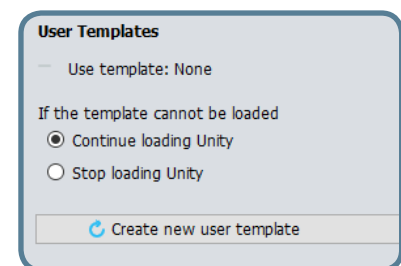 User Templates
Use template: None
If the template cannot be loaded
Continue loading Unity
Stop loading Unity
Create new user template